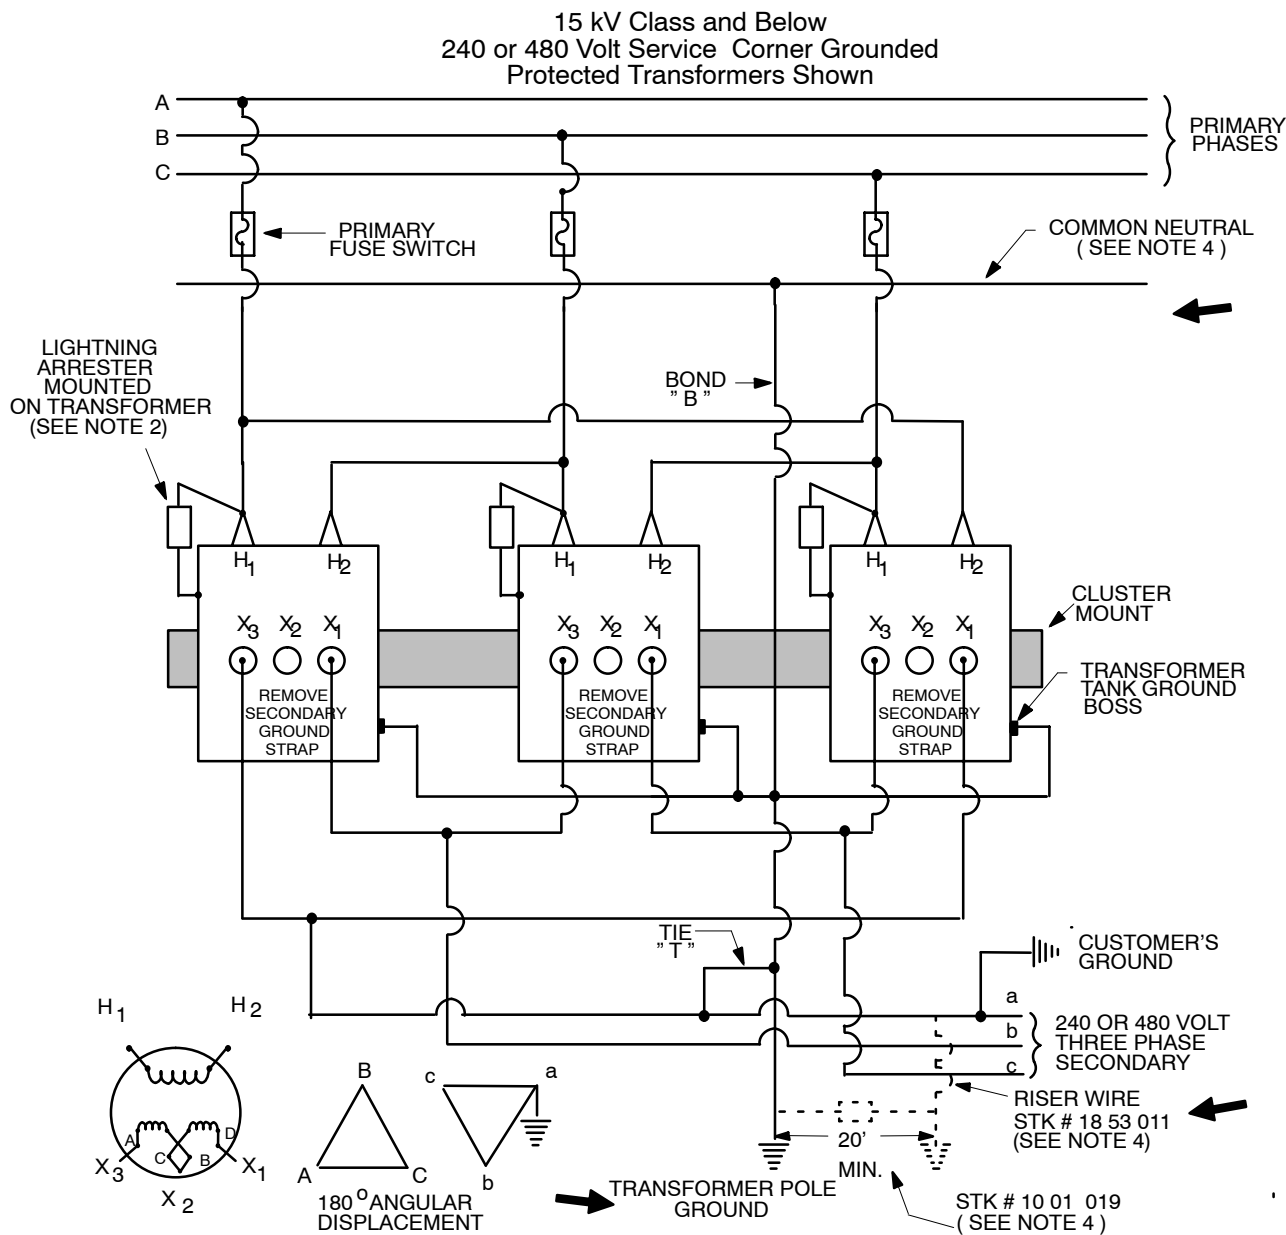 15 kV Class and Below
240 or 480 Volt Service Corner Grounded
Protected Transformers Shown
A
B
C
PRIMARY
PHASES
PRIMARY
FUSE SWITCH
COMMON NEUTRAL
( SEE NOTE 4 )
LIGHTNING
ARRESTER
MOUNTED
ON TRANSFORMER
(SEE NOTE 2)
BOND
" B "
H1 H2
H1 H2
H1 H2
X3 X2 X1
X3 X2 X1
X3 X2 X1
CLUSTER
MOUNT
REMOVE
SECONDARY
GROUND
STRAP
REMOVE
SECONDARY
GROUND
STRAP
REMOVE
SECONDARY
GROUND
STRAP
TRANSFORMER
TANK GROUND
BOSS
TIE
" T "
CUSTOMER'S
GROUND
a
b
c
240 OR 480 VOLT
THREE PHASE
SECONDARY
RISER WIRE
STK # 18 53 011
(SEE NOTE 4)
H1 H2
A C B D
X3 X2 X1
B
A C
180° ANGULAR
DISPLACEMENT
c a
b
20'
MIN.
TRANSFORMER POLE
GROUND
STK # 10 01 019
( SEE NOTE 4 )